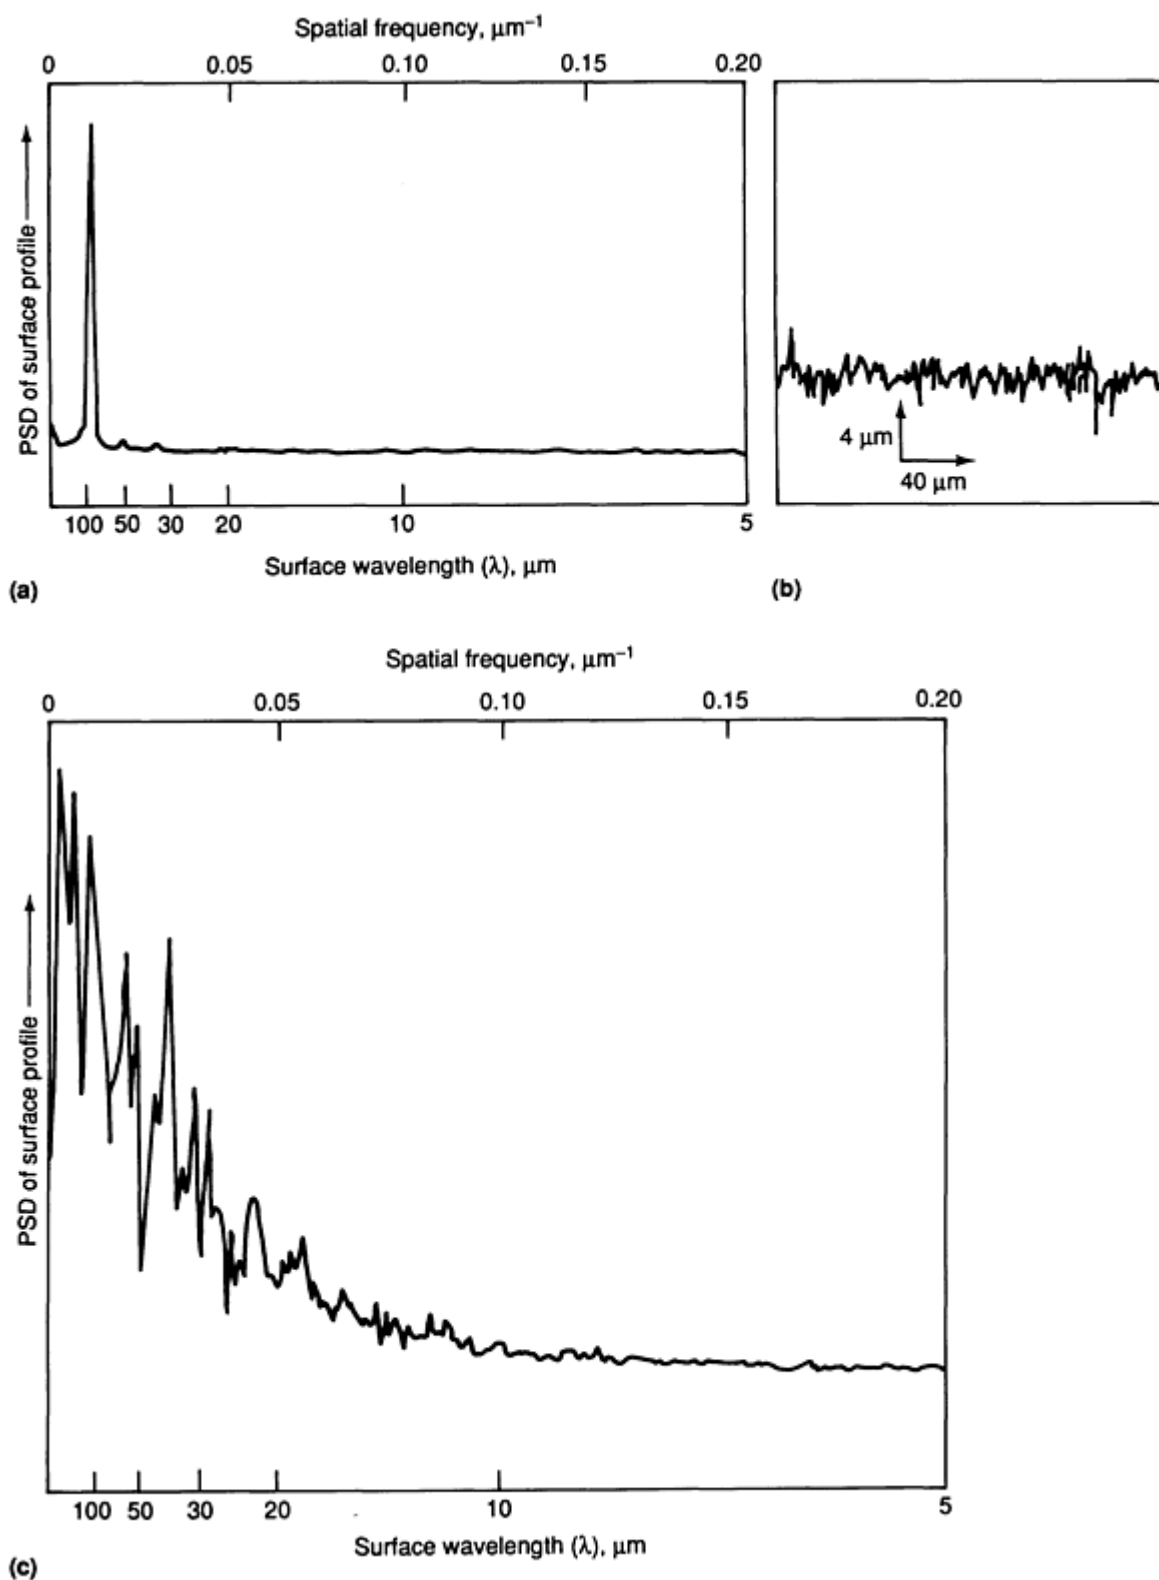 Spatial frequency, μm⁻¹
0 0.05 0.10 0.15 0.20
PSD of surface profile
100 50 30 20 10 5
Surface wavelength (λ), μm
(a)
4 μm
40 μm
(b)
Spatial frequency, μm⁻¹
0 0.05 0.10 0.15 0.20
PSD of surface profile
100 50 30 20 10 5
Surface wavelength (λ), μm
(c)